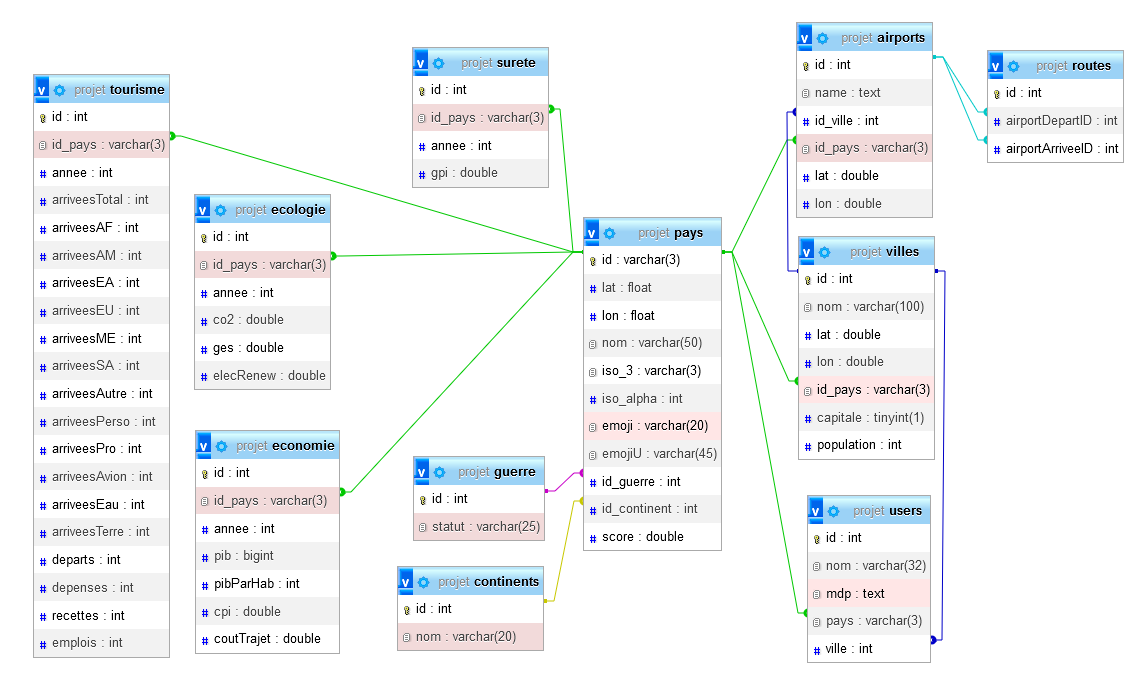 v projet tourisme
id : int
id_pays : varchar(3)
# annee : int
# arriveesTotal : int
# arriveesAF : int
# arriveesAM : int
# arriveesEA : int
# arriveesEU : int
# arriveesME : int
# arriveesSA : int
# arriveesAutre : int
# arriveesPerso : int
# arriveesPro : int
# arriveesAvion : int
# arriveesEau : int
# arriveesTerre : int
# departs : int
# depenses : int
# recettes : int
# emplois : int
v projet ecologie
id : int
id_pays : varchar(3)
# annee : int
# co2 : double
# ges : double
# elecRenew : double
v projet economie
id : int
id_pays : varchar(3)
# annee : int
# pib : bigint
# pibParHab : int
# cpi : double
# coutTrajet : double
v projet surete
id : int
id_pays : varchar(3)
# annee : int
# gpi : double
v projet guerre
id : int
statut : varchar(25)
v projet continents
id : int
nom : varchar(20)
v projet pays
id : varchar(3)
# lat : float
# lon : float
nom : varchar(50)
iso_3 : varchar(3)
# iso_alpha : int
emoji : varchar(20)
emojiU : varchar(45)
# id_guerre : int
# id_continent : int
# score : double
v projet airports
id : int
name : text
# id_ville : int
id_pays : varchar(3)
# lat : double
# lon : double
v projet villes
id : int
nom : varchar(100)
# lat : double
# lon : double
id_pays : varchar(3)
# capitale : tinyint(1)
# population : int
v projet users
id : int
nom : varchar(32)
mdp : text
pays : varchar(3)
# ville : int
v projet routes
id : int
# airportDepartID : int
# airportArriveeID : int